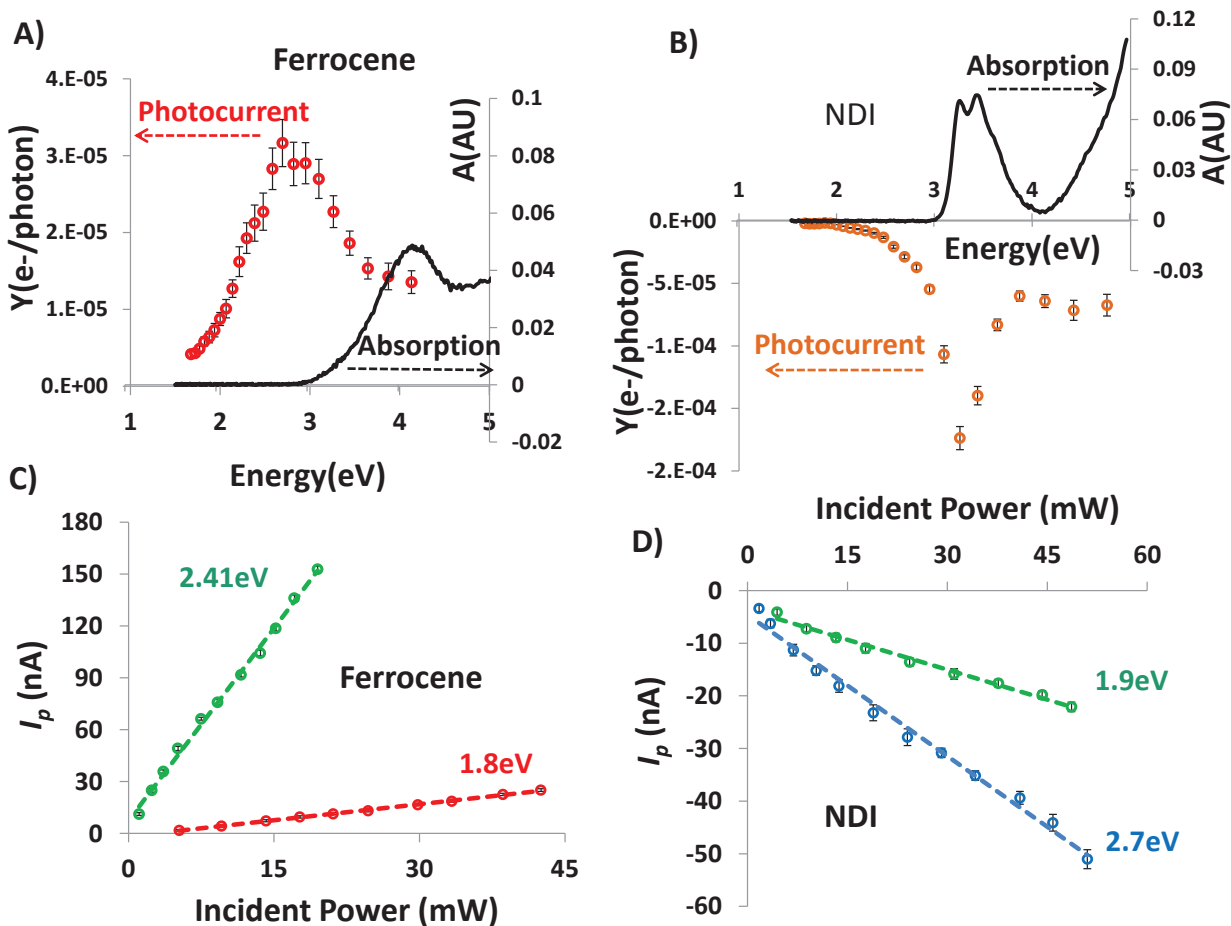 A)
Ferrocene
4.E-05
3.E-05
2.E-05
1.E-05
0.E+00
Y(e-/photon)
Photocurrent
0.1
0.08
0.06
0.04
0.02
0
-0.02
A(AU)
Absorption
1 2 3 4 5
Energy(eV)
B)
NDI
Absorption
0.12
0.09
0.06
0.03
0
-0.03
A(AU)
1 2 3 4 5
Energy(eV)
0.E+00
-5.E-05
-1.E-04
-2.E-04
-2.E-04
Y(e-/photon)
Photocurrent
C)
180
150
120
90
60
30
0
Ip (nA)
2.41eV
Ferrocene
1.8eV
0 15 30 45
Incident Power (mW)
D)
Incident Power (mW)
0 15 30 45 60
0
-10
-20
-30
-40
-50
-60
Ip (nA)
1.9eV
NDI
2.7eV